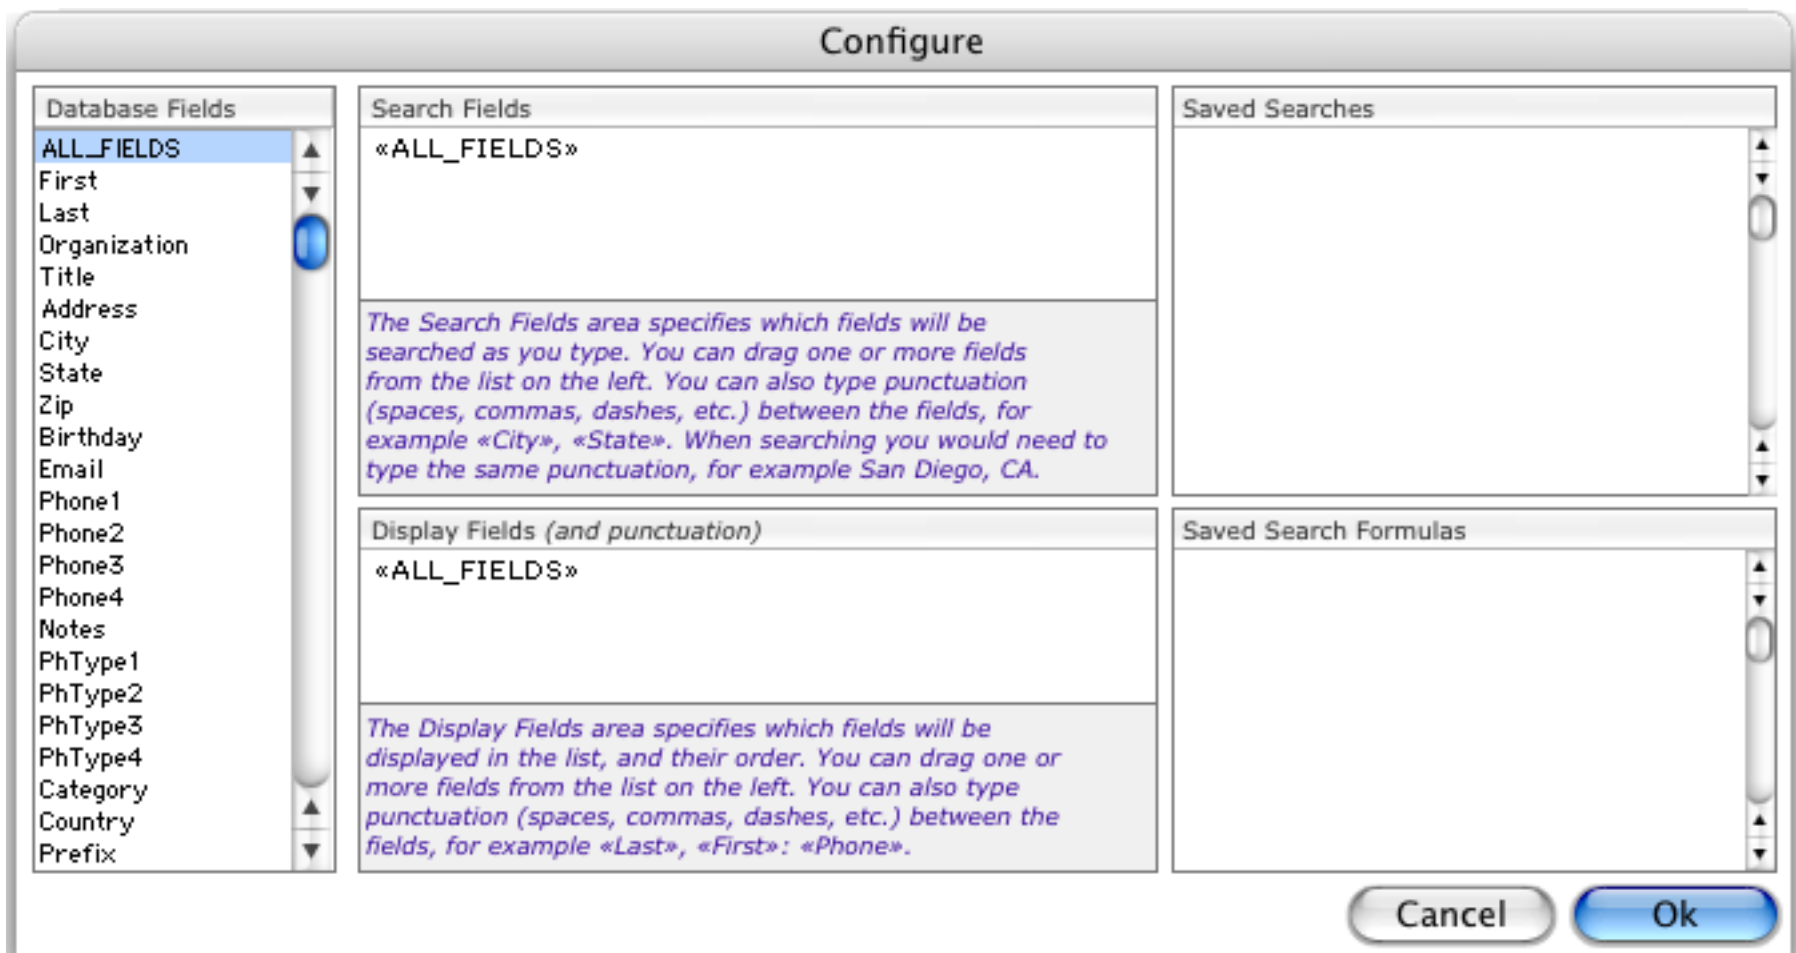 Configure
Database Fields
ALL_FIELDS
First
Last
Organization
Title
Address
City
State
Zip
Birthday
Email
Phone1
Phone2
Phone3
Phone4
Notes
PhType1
PhType2
PhType3
PhType4
Category
Country
Prefix
Search Fields
«ALL_FIELDS»
The Search Fields area specifies which fields will be
searched as you type. You can drag one or more fields
from the list on the left. You can also type punctuation
(spaces, commas, dashes, etc.) between the fields, for
example «City», «State». When searching you would need to
type the same punctuation, for example San Diego, CA.
Display Fields (and punctuation)
«ALL_FIELDS»
The Display Fields area specifies which fields will be
displayed in the list, and their order. You can drag one or
more fields from the list on the left. You can also type
punctuation (spaces, commas, dashes, etc.) between the
fields, for example «Last», «First»: «Phone».
Saved Searches
Saved Search Formulas
Cancel
Ok